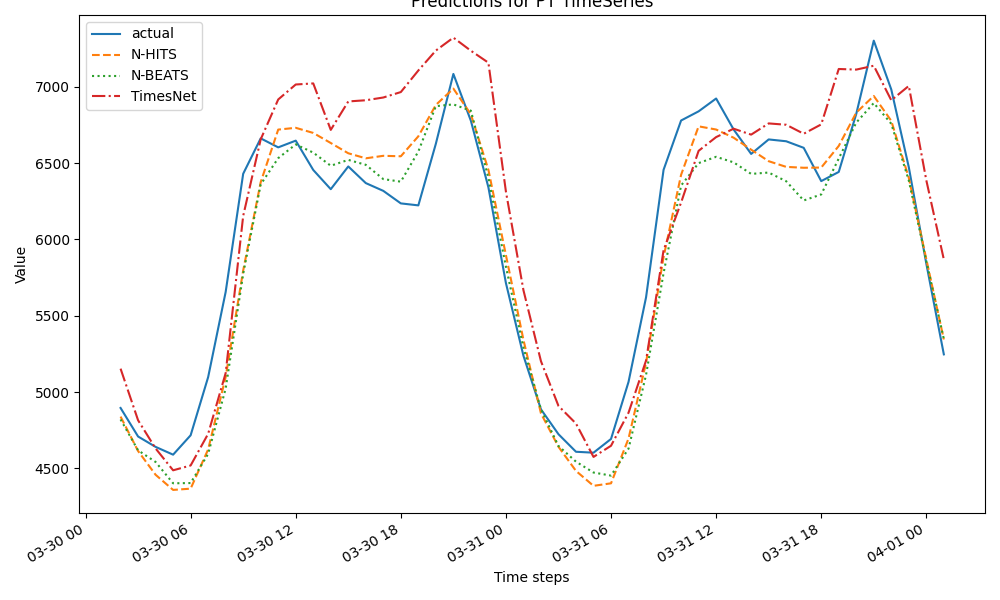 Predictions for PT TimeSeries
actual
N-HITS
N-BEATS
TimesNet
7000
6500
6000
5500
5000
4500
Value
03-30 00
03-30 06
03-30 12
03-30 18
03-31 00
03-31 06
03-31 12
03-31 18
04-01 00
Time steps